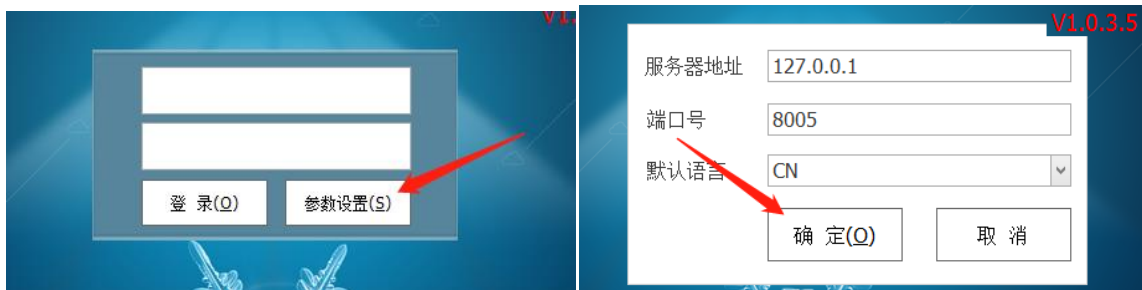 V1.
登 录(O)
参数设置(S)
V1.0.3.5
服务器地址
127.0.0.1
端口号
8005
默认语言
CN
确 定(O)
取 消